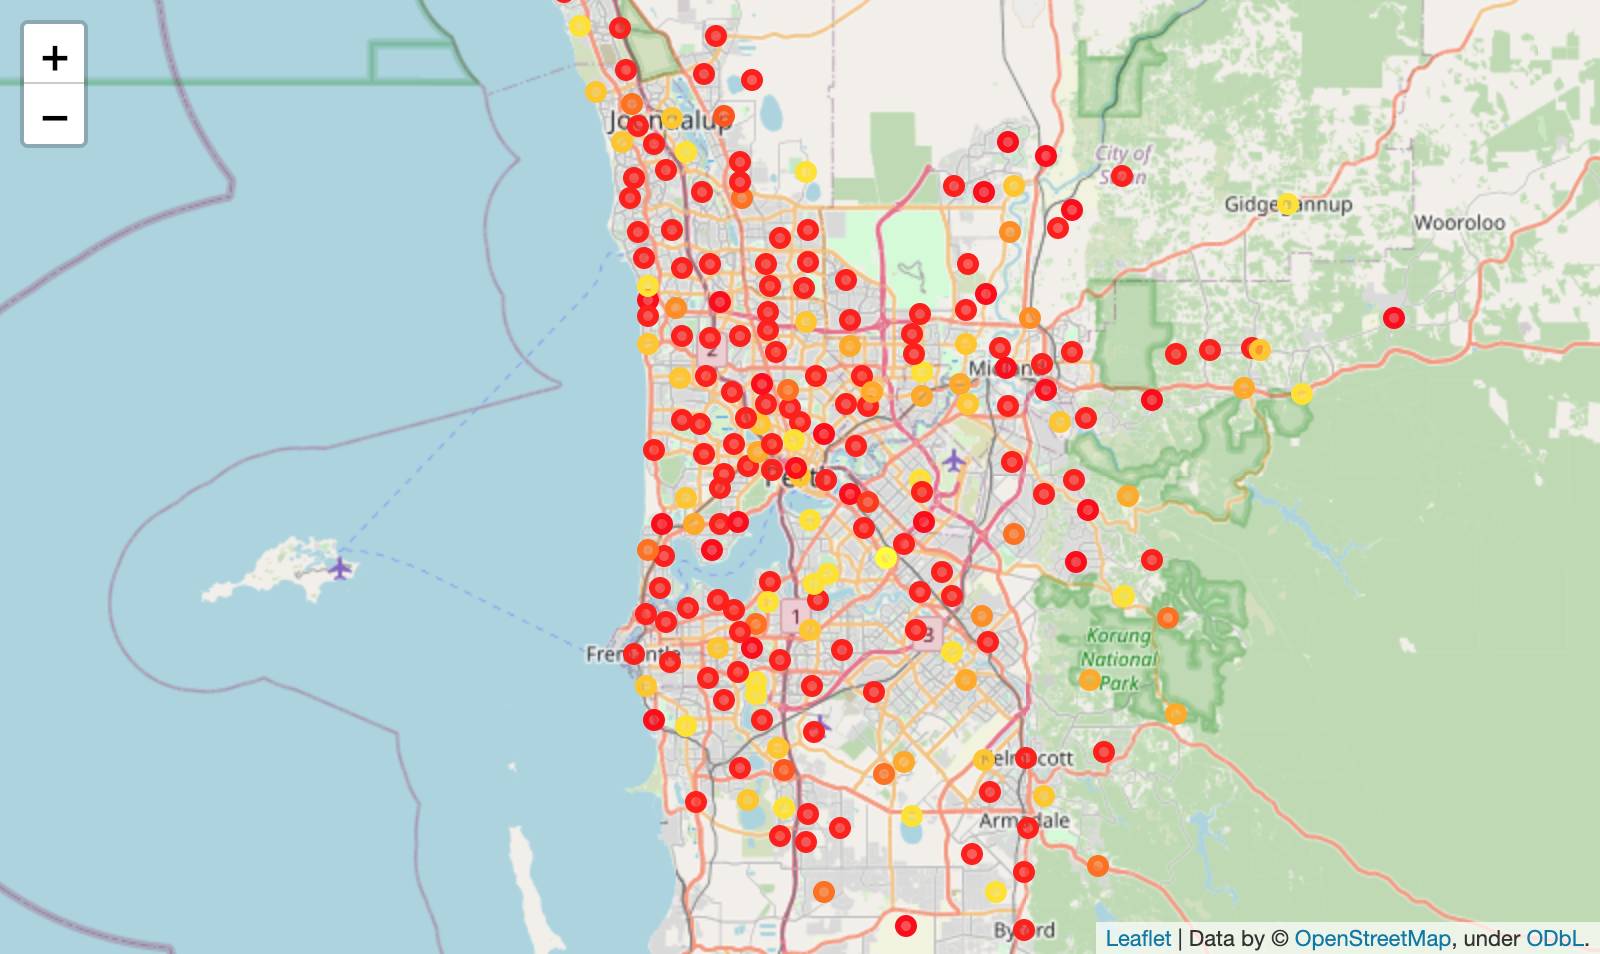 +
−
Joondalup
City of
Swan
Gidgegannup
Wooroloo
2
Midland
Perth
1
3
Fremantle
Korung
National
Park
Kelmscott
Armadale
Byford
Leaflet | Data by © OpenStreetMap, under ODbL.